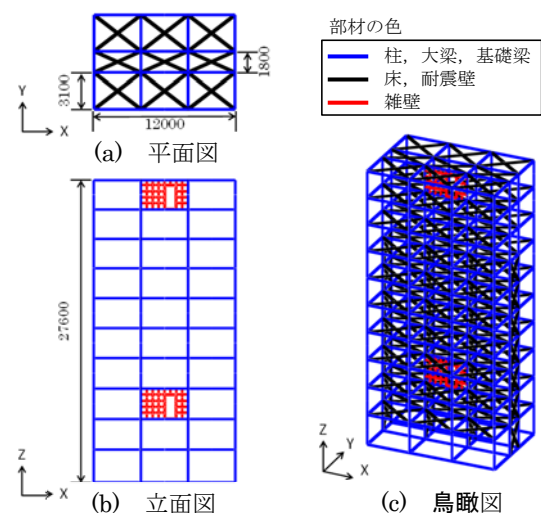 部材の色
柱，大梁，基礎梁
床，耐震壁
雑壁
3100
1800
12000
Y
X
(a) 平面図
27600
Z
X
(b) 立面図
Z
Y
X
(c) 鳥瞰図